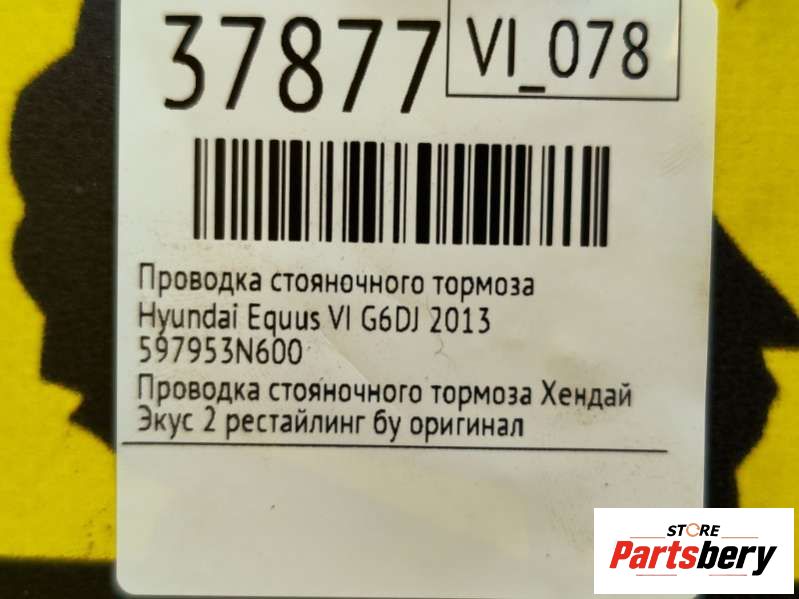 37877
VI_078
Проводка стояночного тормоза
Hyundai Equus VI G6DJ 2013
597953N600
Проводка стояночного тормоза Хендай
Экус 2 рестайлинг бу оригинал
STORE
Partsbery